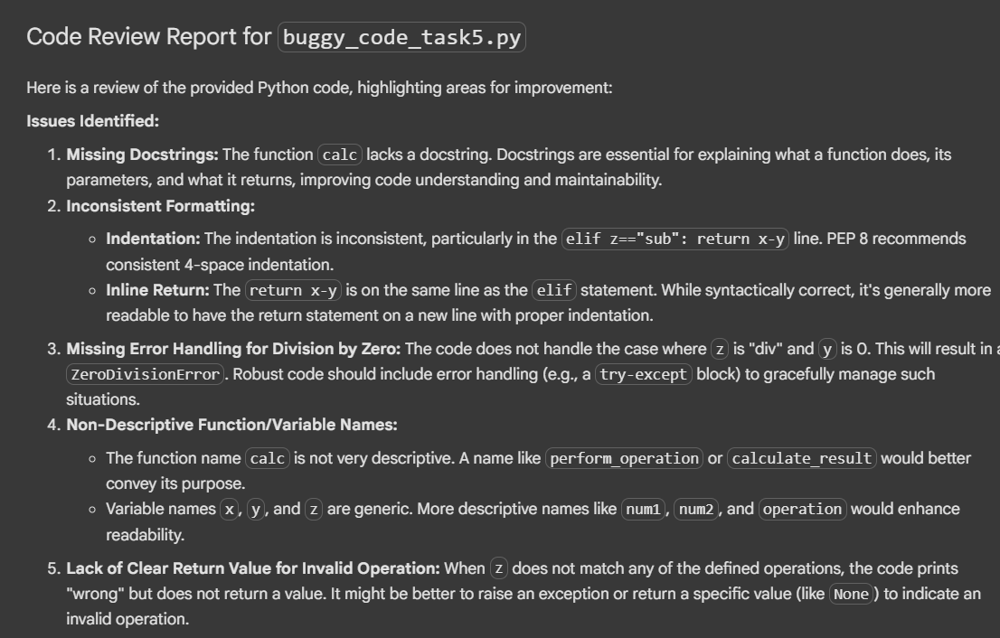 Code Review Report for buggy_code_task5.py
Here is a review of the provided Python code, highlighting areas for improvement:
Issues Identified:
1. Missing Docstrings: The function calc lacks a docstring. Docstrings are essential for explaining what a function does, its
parameters, and what it returns, improving code understanding and maintainability.
2. Inconsistent Formatting:
○ Indentation: The indentation is inconsistent, particularly in the elif z=="sub": return x-y line. PEP 8 recommends
consistent 4-space indentation.
○ Inline Return: The return x-y is on the same line as the elif statement. While syntactically correct, it's generally more
readable to have the return statement on a new line with proper indentation.
3. Missing Error Handling for Division by Zero: The code does not handle the case where z is "div" and y is 0. This will result in a
ZeroDivisionError. Robust code should include error handling (e.g., a try-except block) to gracefully manage such
situations.
4. Non-Descriptive Function/Variable Names:
○ The function name calc is not very descriptive. A name like perform_operation or calculate_result would better
convey its purpose.
○ Variable names x, y, and z are generic. More descriptive names like num1, num2, and operation would enhance
readability.
5. Lack of Clear Return Value for Invalid Operation: When z does not match any of the defined operations, the code prints
"wrong" but does not return a value. It might be better to raise an exception or return a specific value (like None) to indicate an
invalid operation.